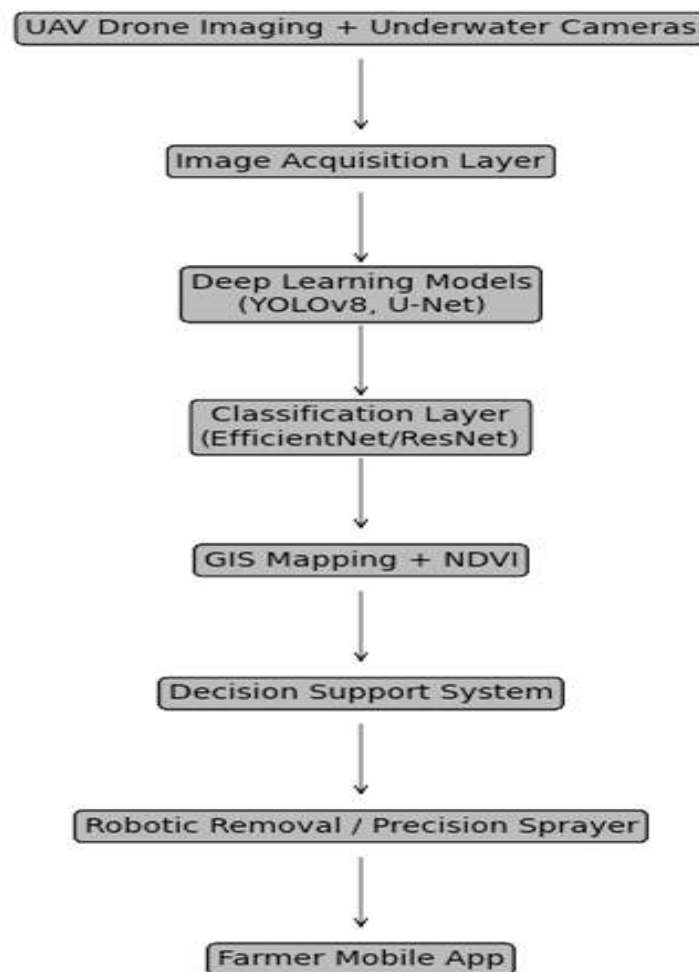 UAV Drone Imaging + Underwater Cameras
Image Acquisition Layer
Deep Learning Models
(YOLOv8, U-Net)
Classification Layer
(EfficientNet/ResNet)
GIS Mapping + NDVI
Decision Support System
Robotic Removal / Precision Sprayer
Farmer Mobile App